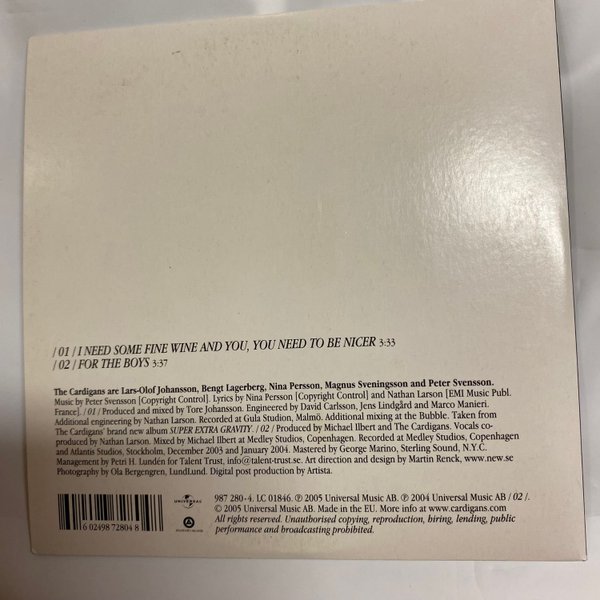 / 01 / I NEED SOME FINE WINE AND YOU, YOU NEED TO BE NICER 3:33
/ 02 / FOR THE BOYS 3:37
The Cardigans are Lars-Olof Johansson, Bengt Lagerberg, Nina Persson, Magnus Sveningsson and Peter Svensson.
Music by Peter Svensson [Copyright Control]. Lyrics by Nina Persson [Copyright Control] and Nathan Larson [EMI Music Publ.
France]. / 01 / Produced and mixed by Tore Johansson. Engineered by David Carlsson, Jens Lindgård and Marco Manieri.
Additional engineering by Nathan Larson. Recorded at Gula Studion, Malmö. Additional mixing at the Bubble. Taken from
The Cardigans' brand new album SUPER EXTRA GRAVITY. / 02 / Produced by Michael Ilbert and The Cardigans. Vocals co-
produced by Nathan Larson. Mixed by Michael Ilbert at Medley Studios, Copenhagen. Recorded at Medley Studios, Copenhagen
and Atlantis Studios, Stockholm, December 2003 and January 2004. Mastered by George Marino, Sterling Sound, N.Y.C.
Management by Petri H. Lundén for Talent Trust, info@talent-trust.se. Art direction and design by Martin Renck, www.new.se
Photography by Ola Bergengren, LundLund. Digital post production by Artista.
6 02498 72804 8
UNIVERSAL
987 280-4. LC 01846. ℗ 2005 Universal Music AB. ℗ 2004 Universal Music AB / 02 /.
© 2005 Universal Music AB. Made in the EU. More info at www.cardigans.com
All rights reserved. Unauthorised copying, reproduction, hiring, lending, public
performance and broadcasting prohibited.